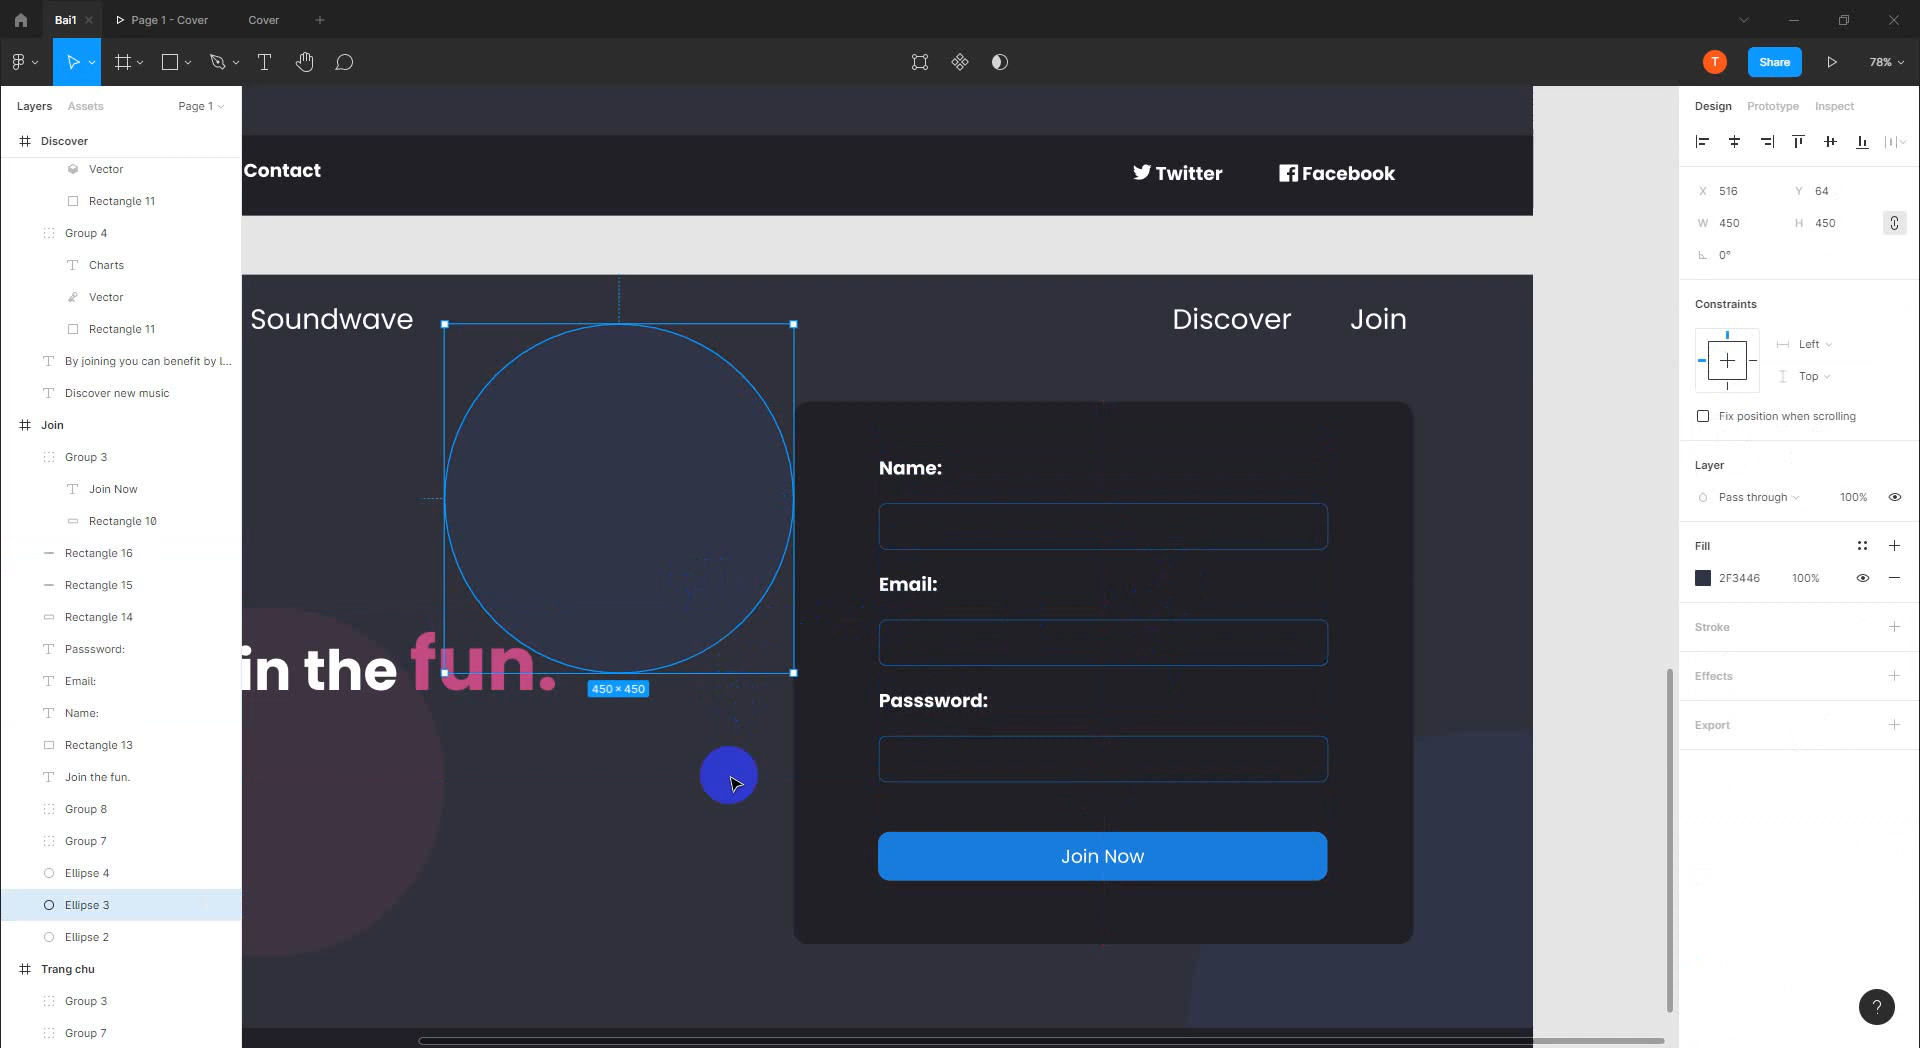 Bai1
Page 1 - Cover
Cover
T
Share
78%
Layers
Assets
Page 1
Discover
Vector
Rectangle 11
Group 4
Charts
Vector
Rectangle 11
By joining you can benefit by l...
Discover new music
Join
Group 3
Join Now
Rectangle 10
Rectangle 16
Rectangle 15
Rectangle 14
Passsword:
Email:
Name:
Rectangle 13
Join the fun.
Group 8
Group 7
Ellipse 4
Ellipse 3
Ellipse 2
Trang chu
Group 3
Group 7
Contact
Twitter
Facebook
Soundwave
Discover
Join
in the fun.
450 × 450
Name:
Email:
Passsword:
Join Now
Design
Prototype
Inspect
X 516
Y 64
W 450
H 450
0°
Constraints
Left
Top
Fix position when scrolling
Layer
Pass through
100%
Fill
2F3446
100%
Stroke
Effects
Export
?